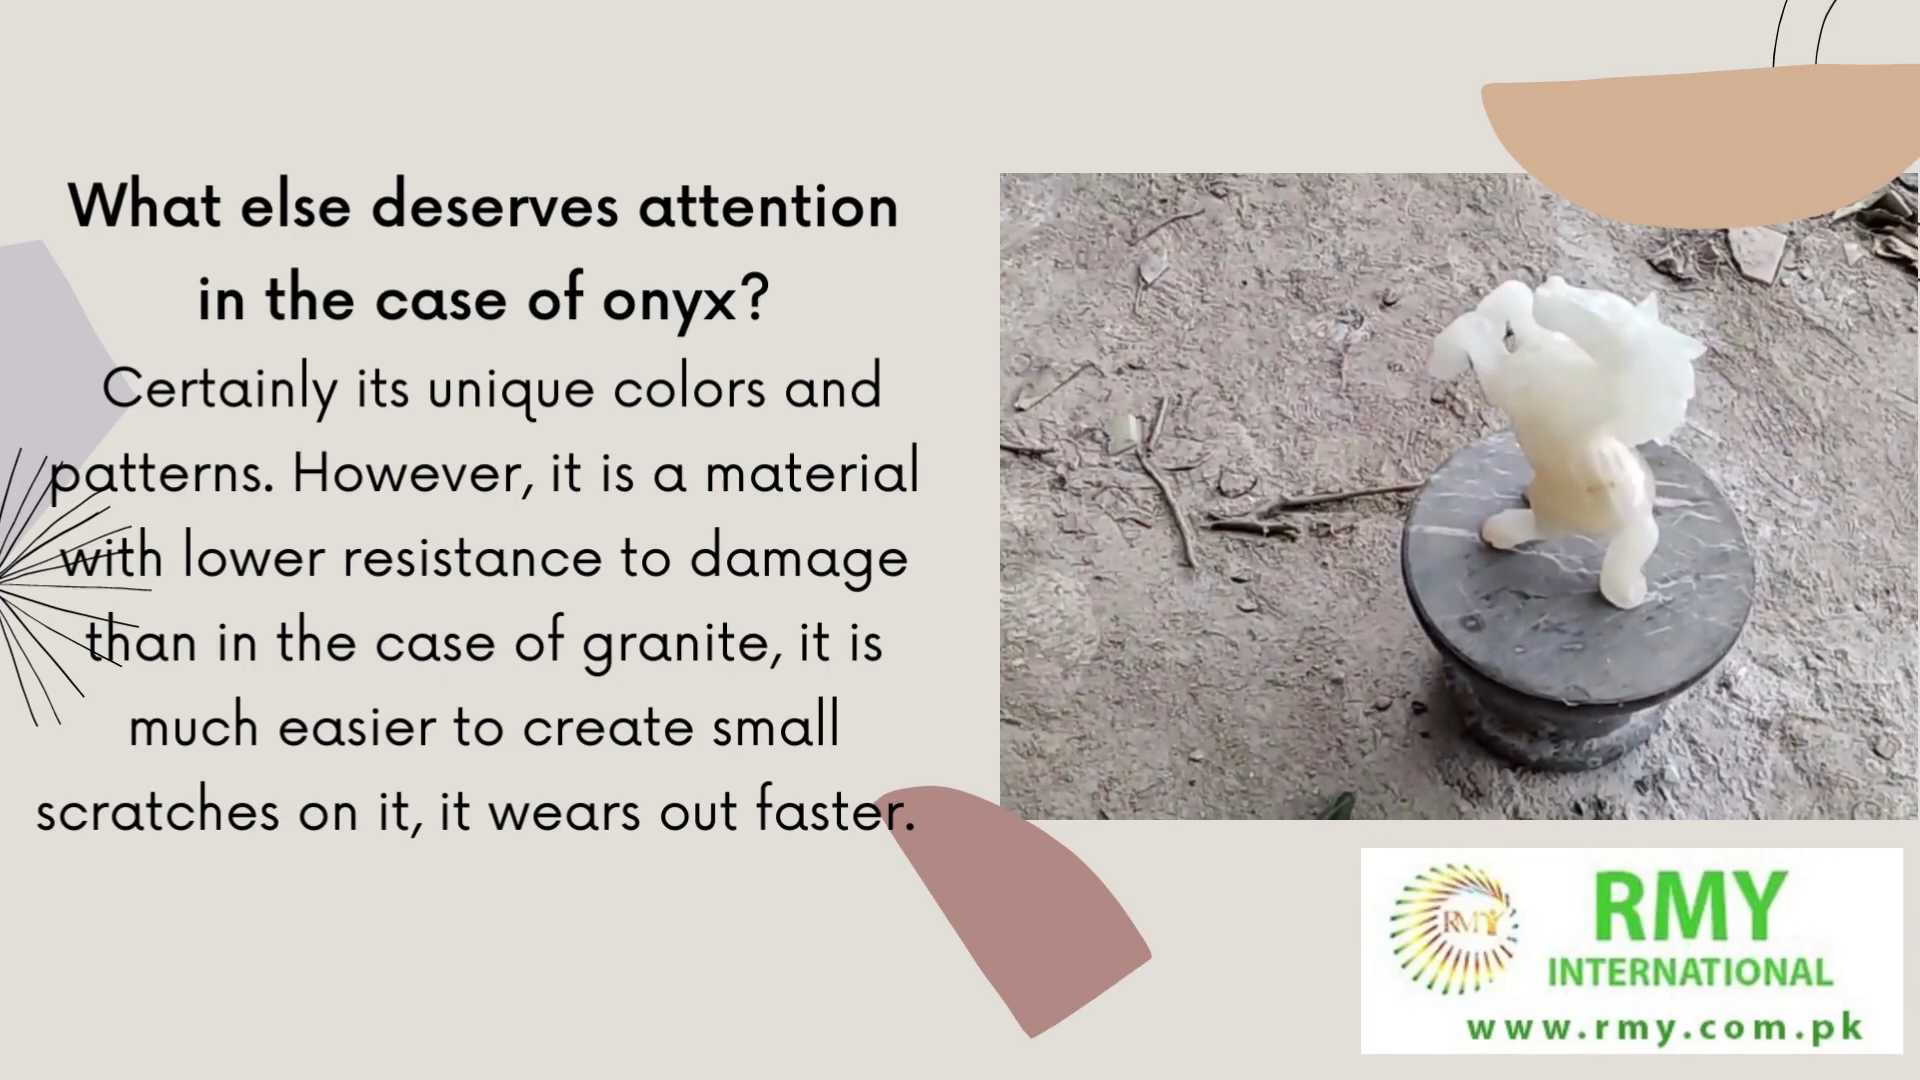 What else deserves attention
in the case of onyx?
Certainly its unique colors and
patterns. However, it is a material
with lower resistance to damage
than in the case of granite, it is
much easier to create small
scratches on it, it wears out faster.
RMY
RMY
INTERNATIONAL
www.rmy.com.pk